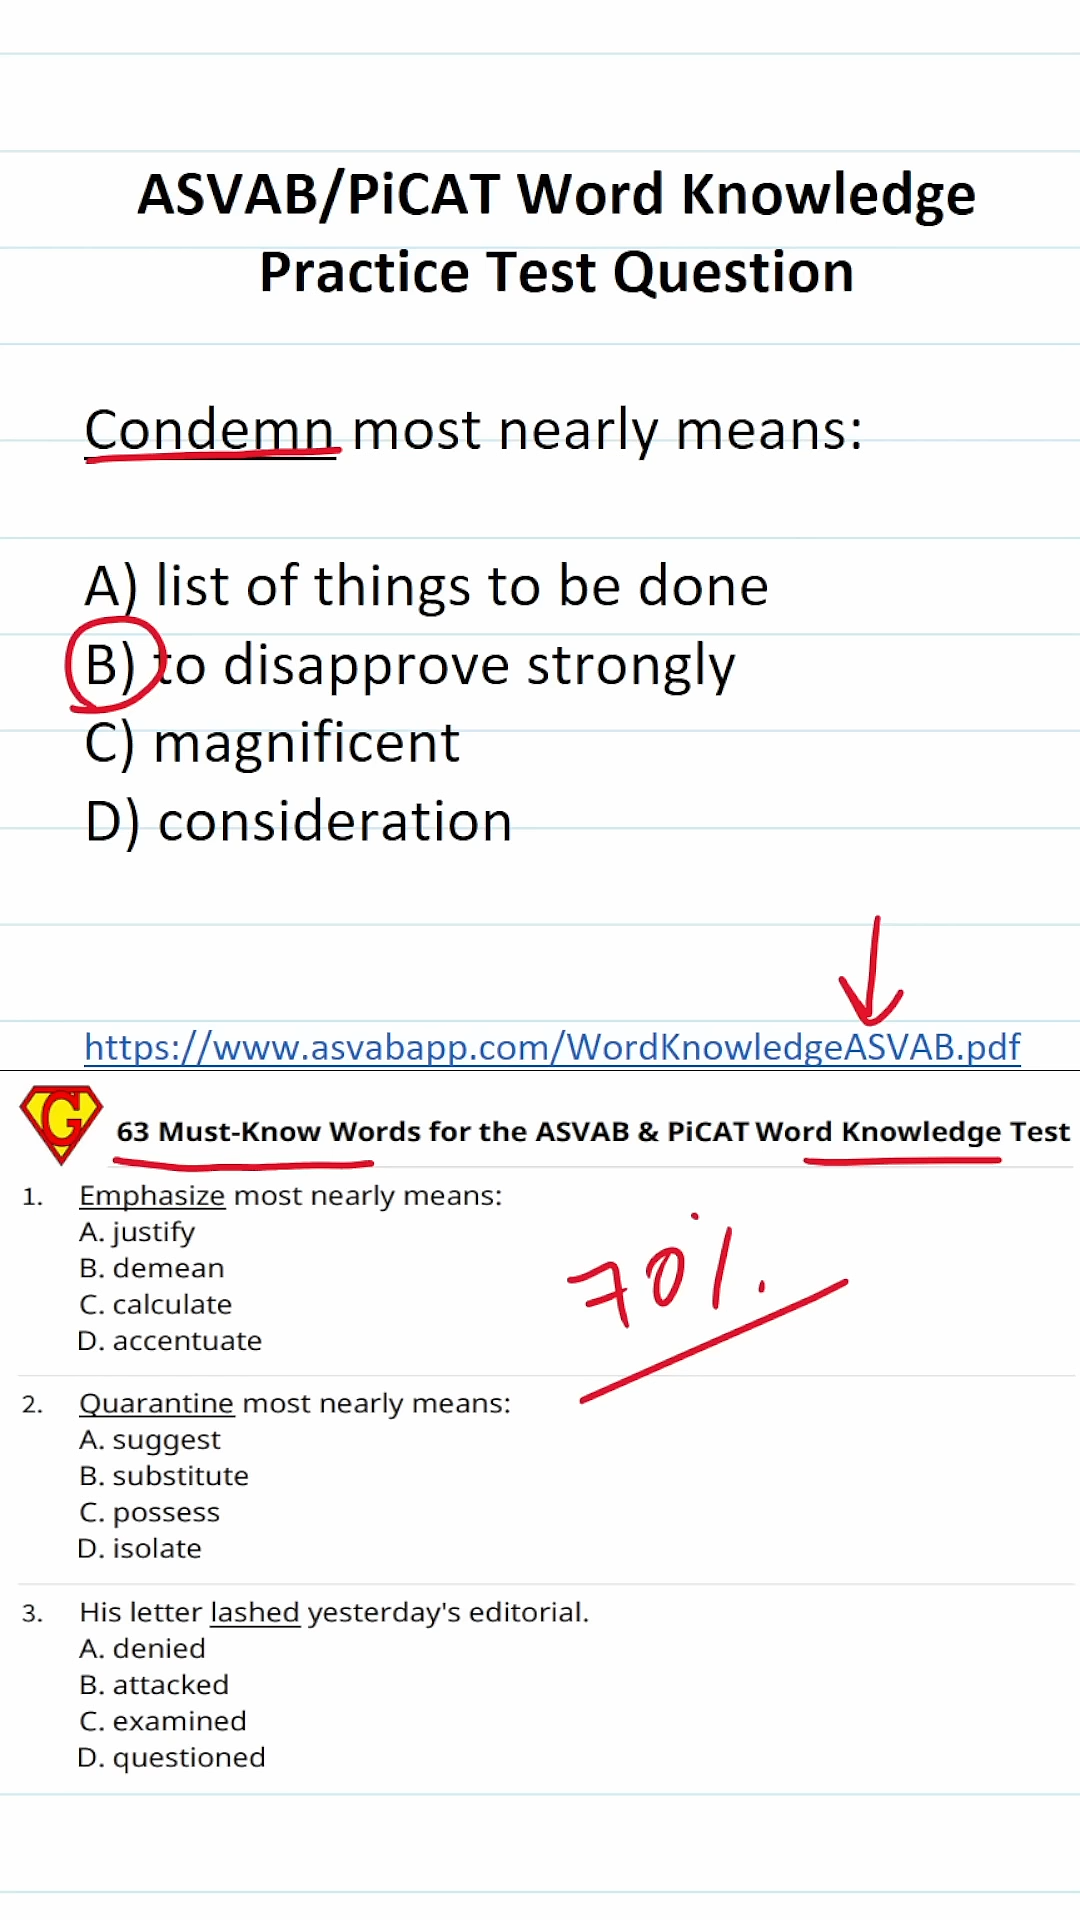 ASVAB/PiCAT Word Knowledge
Practice Test Question
Condemn most nearly means:
A) list of things to be done
B) to disapprove strongly
C) magnificent
D) consideration
https://www.asvabapp.com/WordKnowledgeASVAB.pdf
G
63 Must-Know Words for the ASVAB & PiCAT Word Knowledge Test
1. Emphasize most nearly means:
A. justify
B. demean
C. calculate
D. accentuate
70%
2. Quarantine most nearly means:
A. suggest
B. substitute
C. possess
D. isolate
3. His letter lashed yesterday's editorial.
A. denied
B. attacked
C. examined
D. questioned